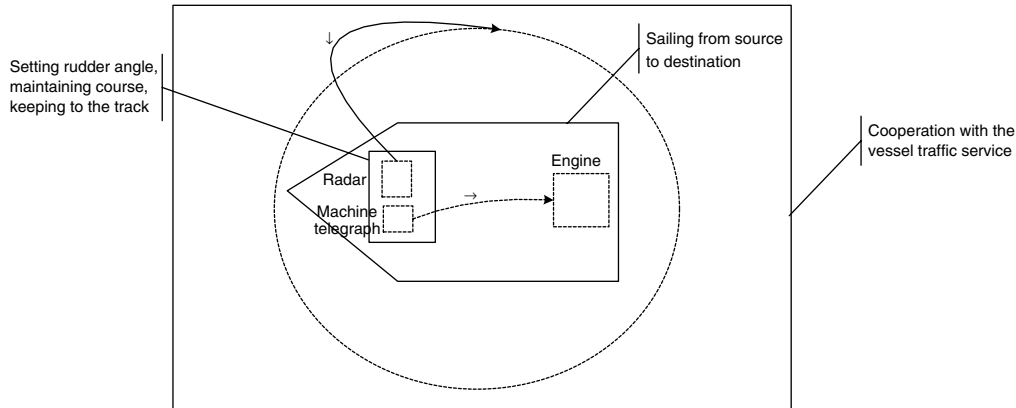 Setting rudder angle,
maintaining course,
keeping to the track
↓
Sailing from source
to destination
Cooperation with the
vessel traffic service
Engine
Radar
→
Machine
telegraph